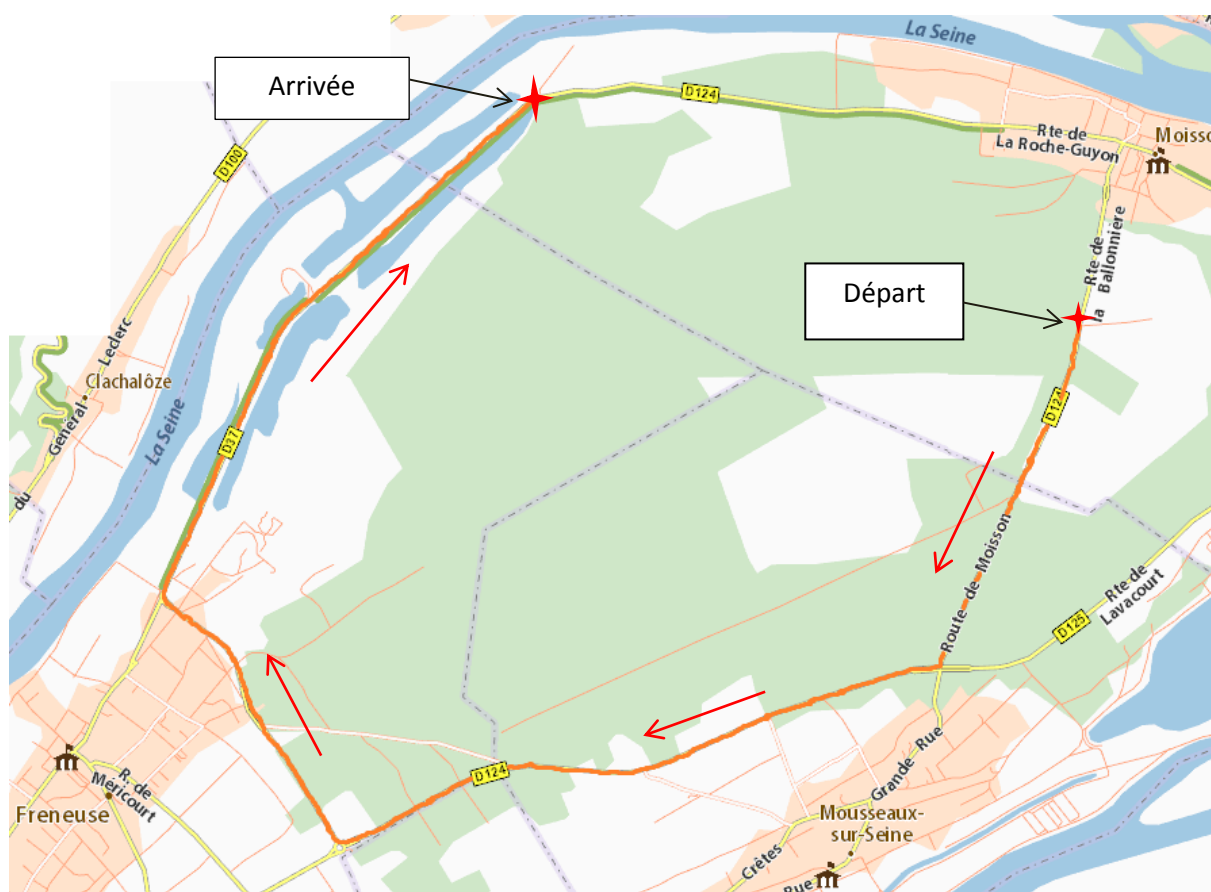 La Seine
Arrivée
D124
D100
Rte de
La Roche-Guyon
Moisso
Rte de
la Ballonnière
Départ
Leclerc
Clachalôze
Général
du
La Seine
D37
D124
Route de Moisson
Rte de
Lavacourt
D125
D124
Grande Rue
R. de
Méricourt
Freneuse
Mousseaux-
sur-Seine
Crêtes
Rue